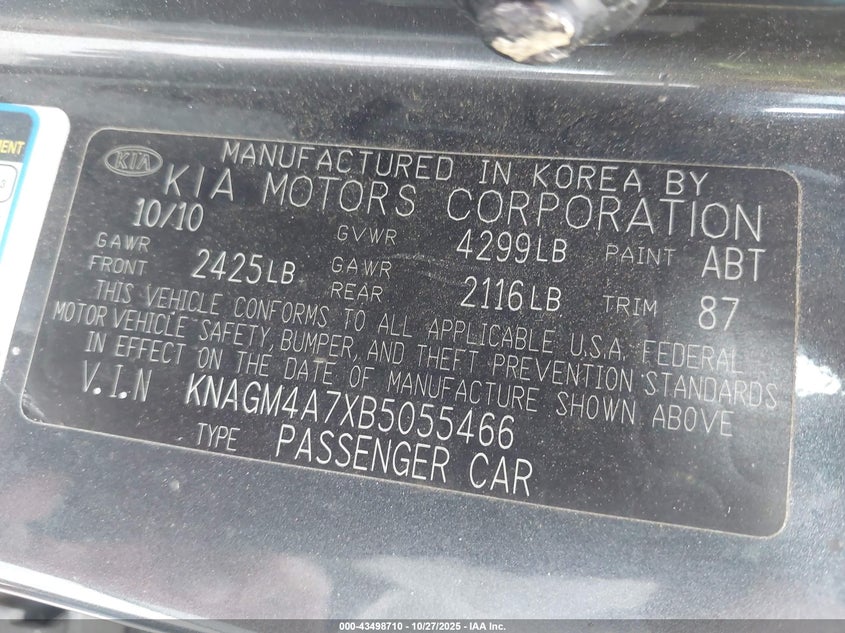 MENT
KIA
MANUFACTURED IN KOREA BY
KIA MOTORS CORPORATION
10/10 GVWR 4299LB PAINT ABT
GAWR FRONT 2425LB GAWR REAR 2116LB TRIM 87
THIS VEHICLE CONFORMS TO ALL APPLICABLE U.S.A. FEDERAL
MOTOR VEHICLE SAFETY, BUMPER, AND THEFT PREVENTION STANDARDS
IN EFFECT ON THE DATE OF MANUFACTURE SHOWN ABOVE
V.I.N KNAGM4A7XB5055466
TYPE PASSENGER CAR
000-43498710 | 10/27/2025 | IAA Inc.